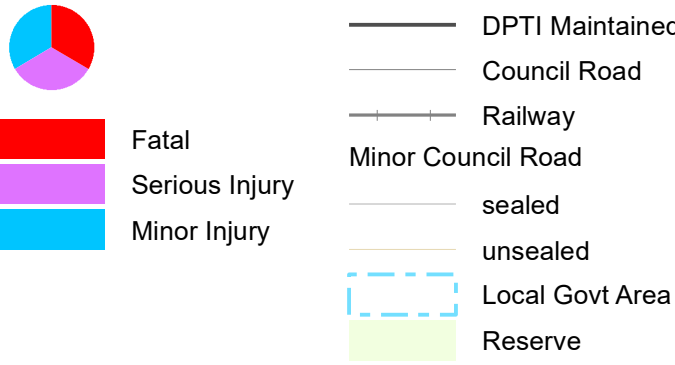 Fatal
Serious Injury
Minor Injury
DPTI Maintained
Council Road
Railway
Minor Council Road
sealed
unsealed
Local Govt Area
Reserve